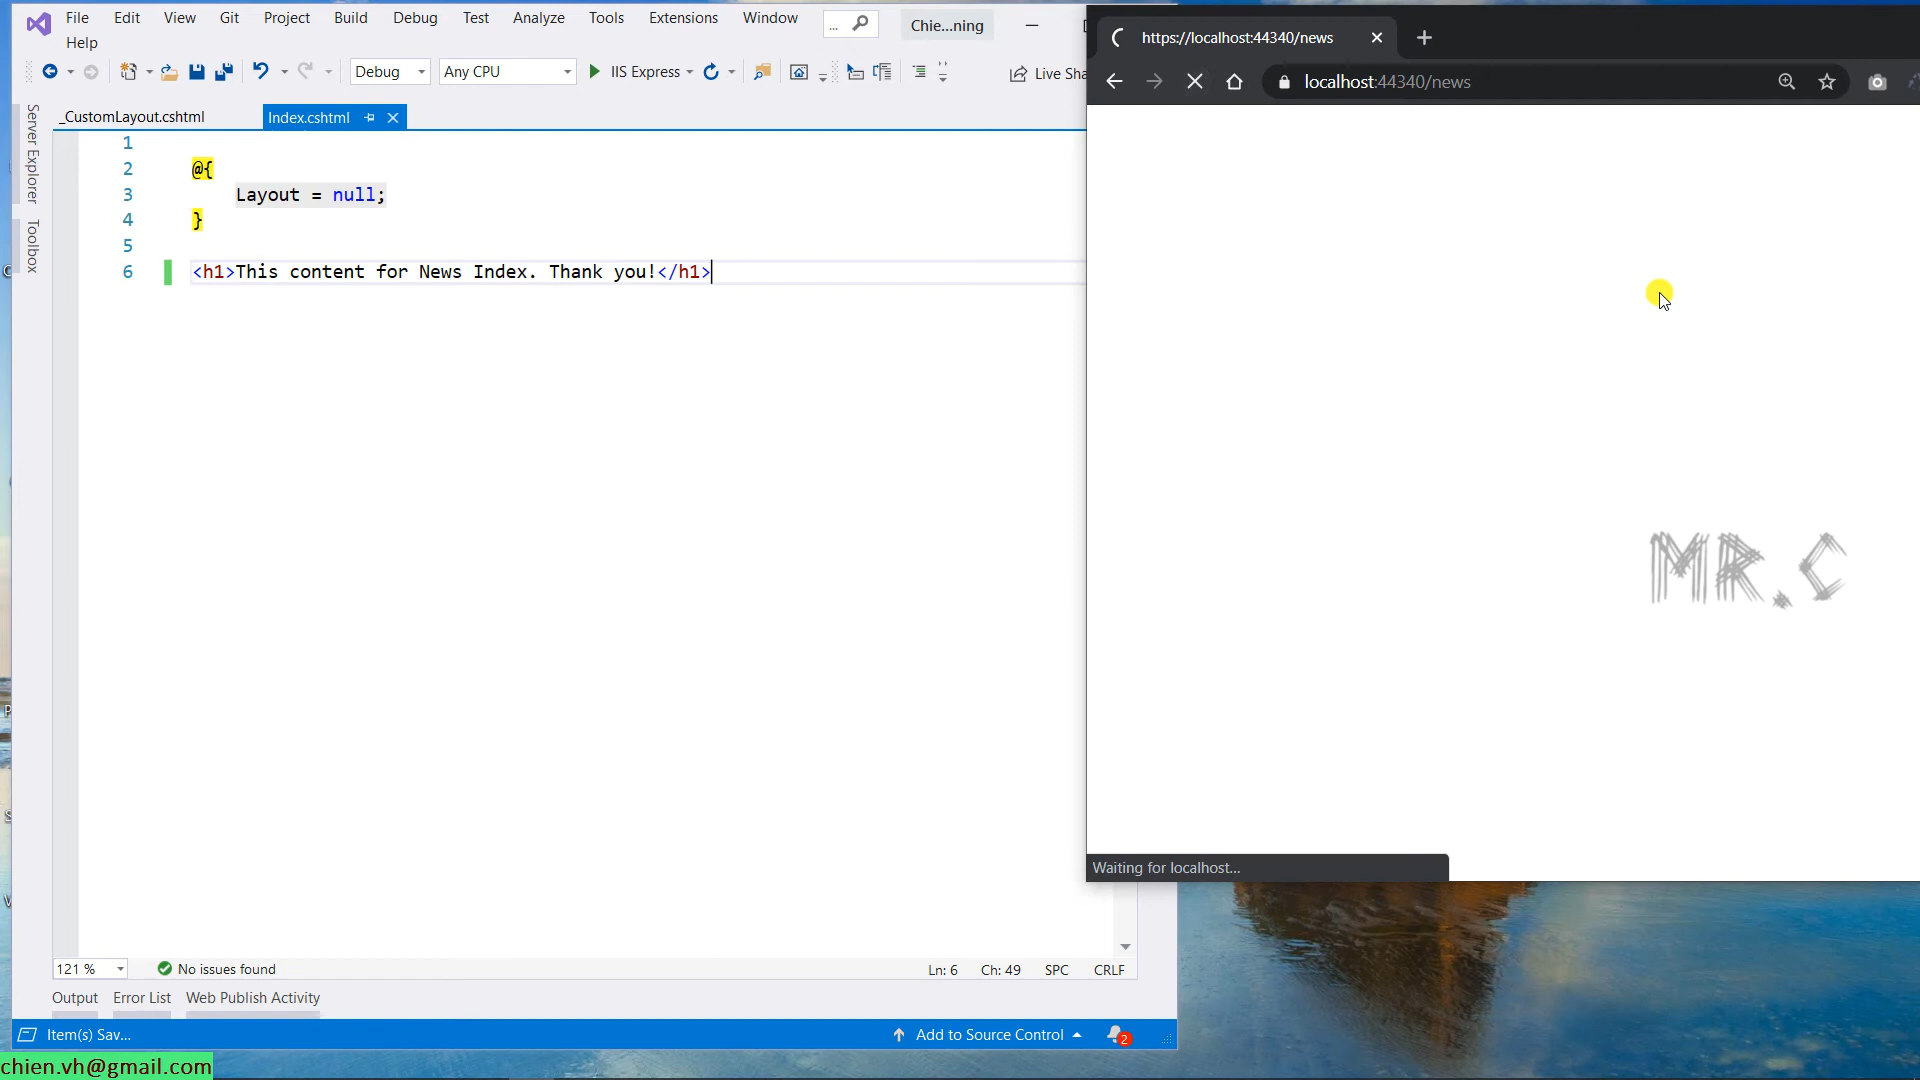 File Edit View Git Project Build Debug Test Analyze Tools Extensions Window ... Chie...ning
Help
Debug Any CPU IIS Express Live Sha
Server Explorer
Toolbox
_CustomLayout.cshtml Index.cshtml
1
2 @{
3 Layout = null;
4 }
5
6 <h1>This content for News Index. Thank you!</h1>
121 % No issues found Ln: 6 Ch: 49 SPC CRLF
Output Error List Web Publish Activity
Item(s) Sav... Add to Source Control 2
chien.vh@gmail.com
https://localhost:44340/news
localhost:44340/news
MR.C
Waiting for localhost...